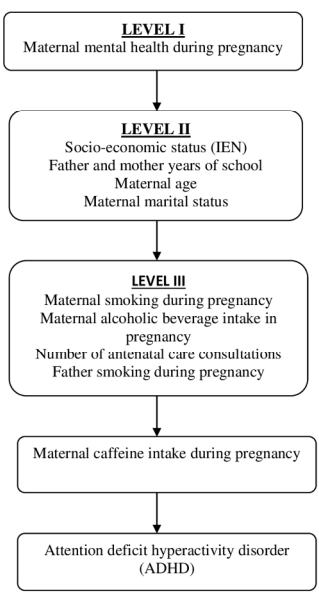 LEVEL I
Maternal mental health during pregnancy
LEVEL II
Socio-economic status (IEN)
Father and mother years of school
Maternal age
Maternal marital status
LEVEL III
Maternal smoking during pregnancy
Maternal alcoholic beverage intake in
pregnancy
Number of antenatal care consultations
Father smoking during pregnancy
Maternal caffeine intake during pregnancy
Attention deficit hyperactivity disorder
(ADHD)